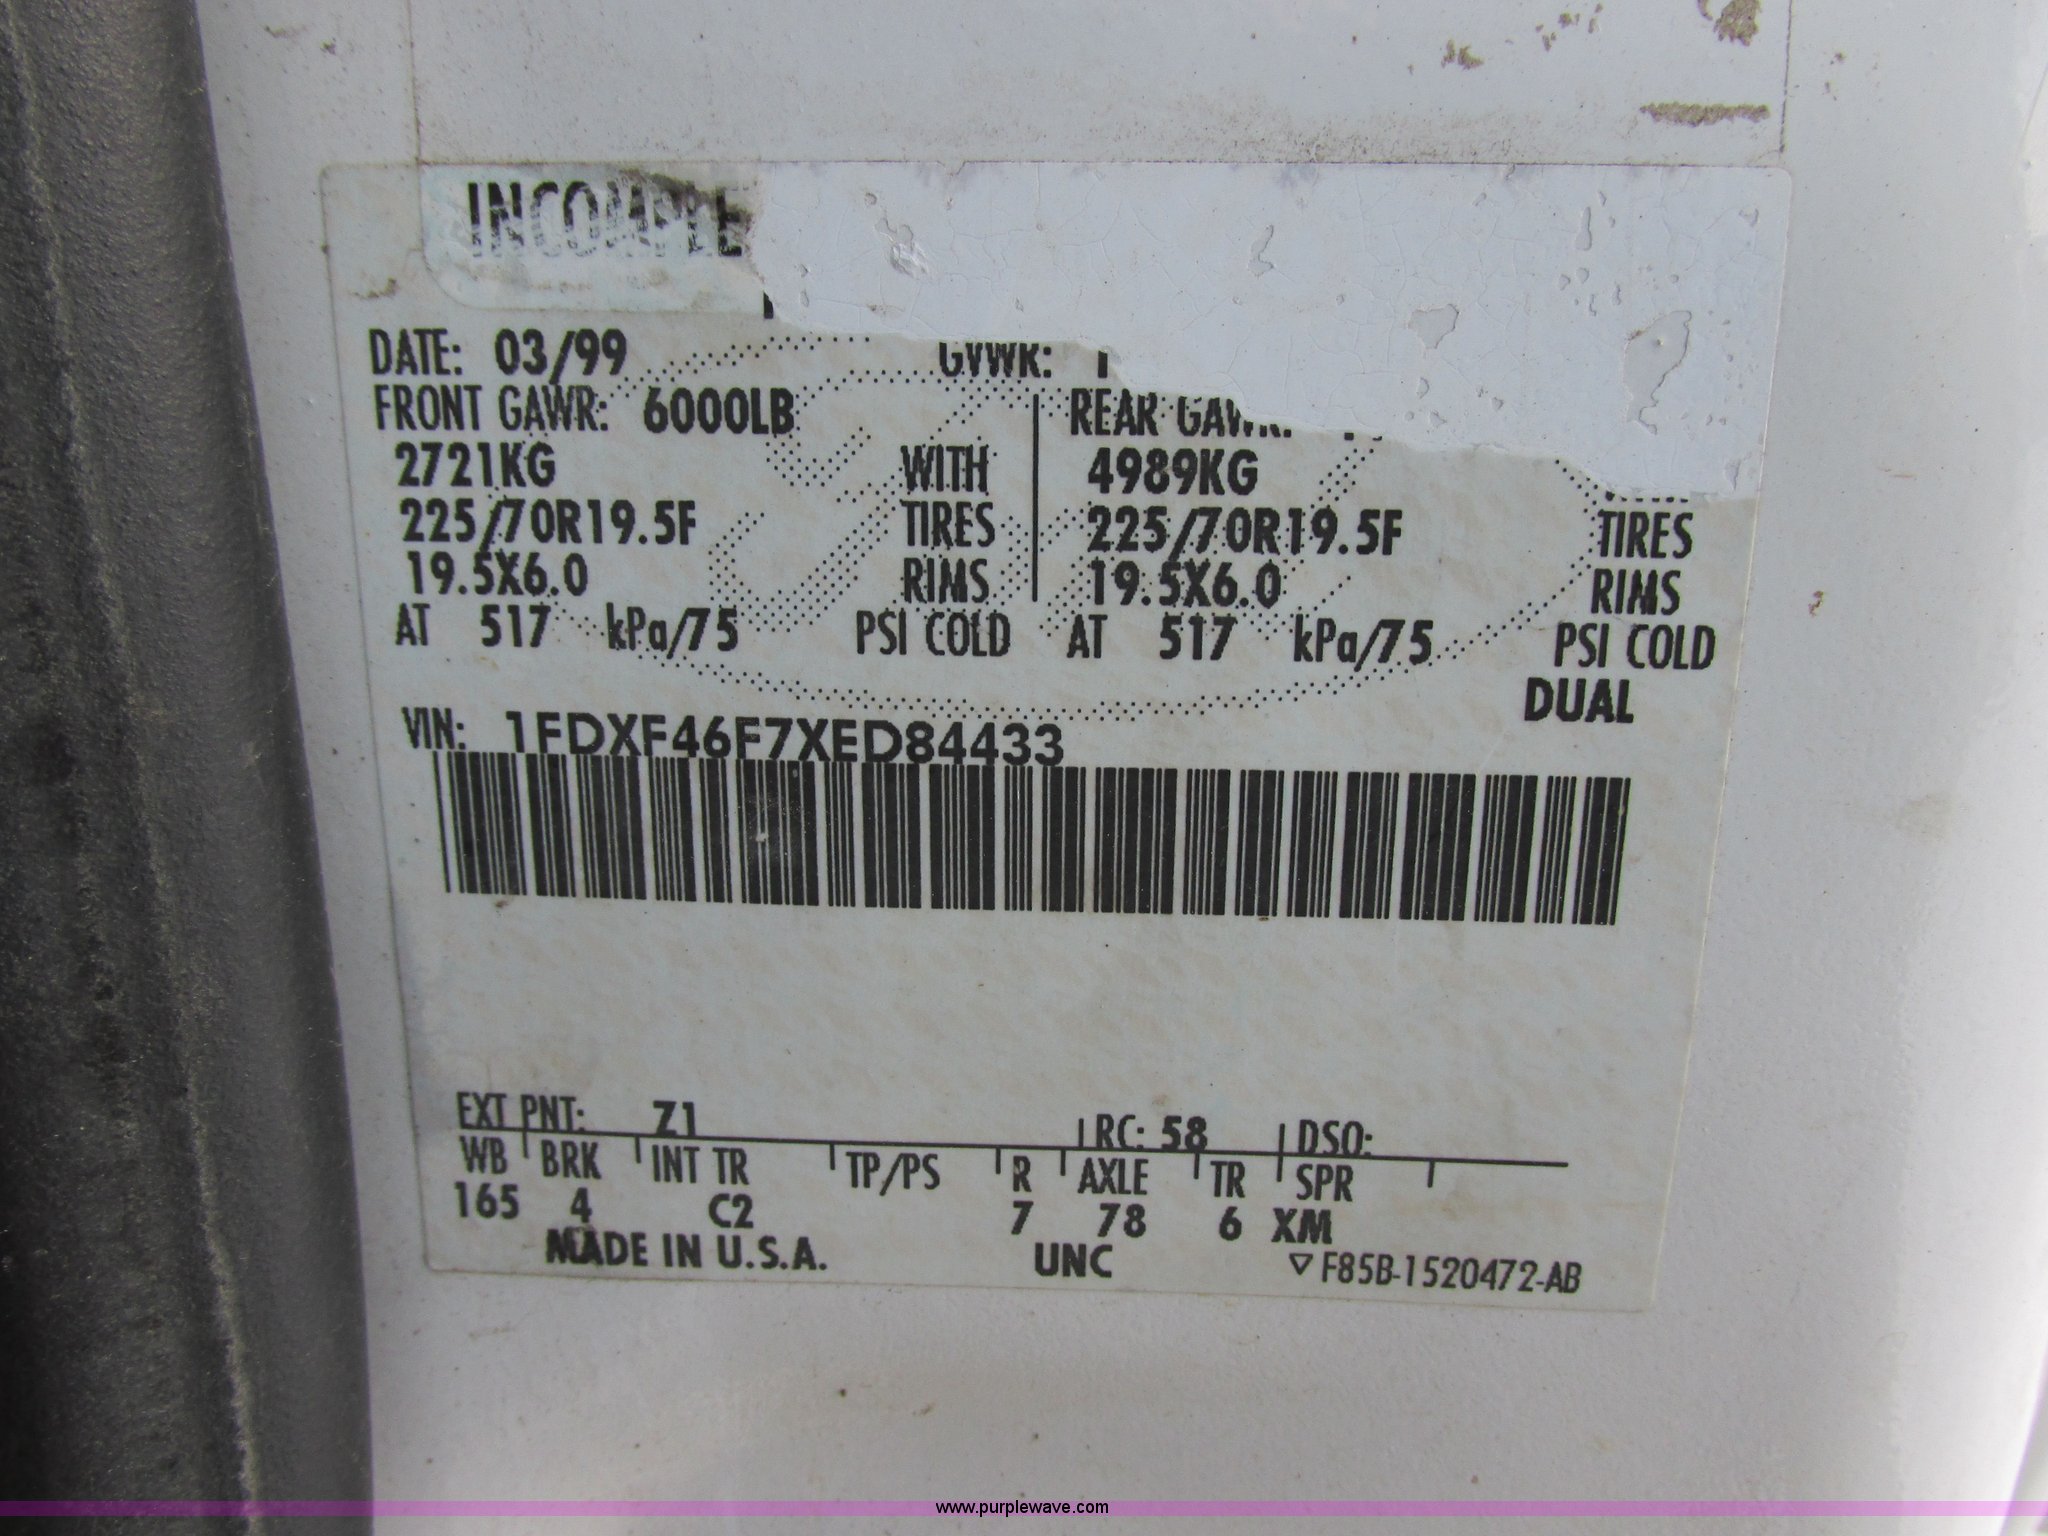 INCOMPLE
DATE: 03/99 GVWR: 1
FRONT GAWR: 6000LB REAR GAWR:
2721KG WITH 4989KG
225/70R19.5F TIRES 225/70R19.5F TIRES
19.5X6.0 RIMS 19.5X6.0 RIMS
AT 517 kPa/75 PSI COLD AT 517 kPa/75 PSI COLD
DUAL
VIN: 1FDXF46F7XED84433
EXT PNT: Z1 RC: 58 DSO:
WB BRK INT TR TP/PS R AXLE TR SPR
165 4 C2 7 78 6 XM
MADE IN U.S.A. UNC ▽F85B-1520472-AB
www.purplewave.com